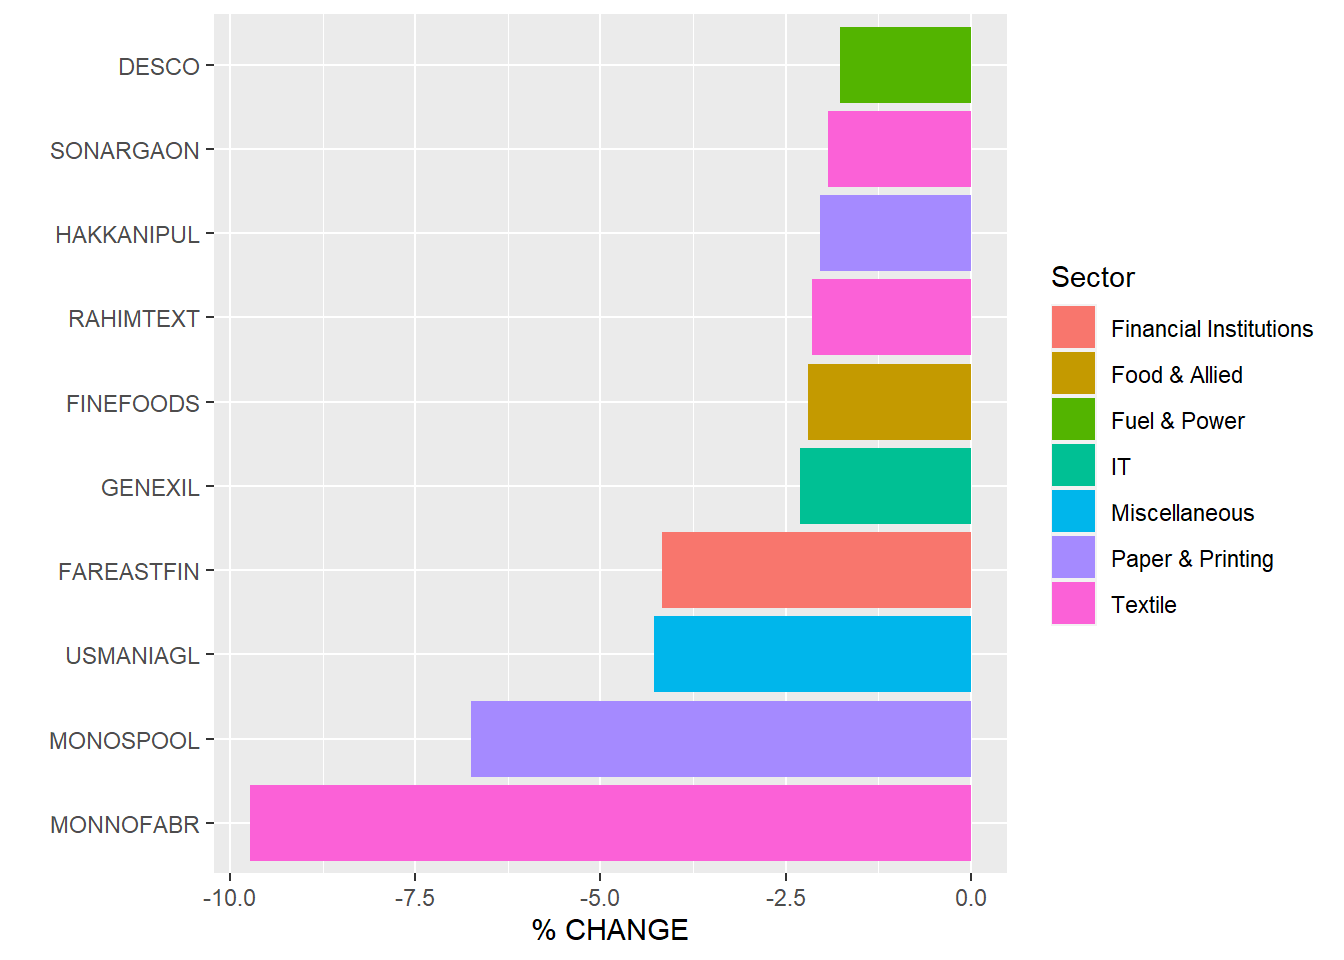 DESCO
SONARGAON
HAKKANIPUL
RAHIMTEXT
FINEFOODS
GENEXIL
FAREASTFIN
USMANIAGL
MONOSPOOL
MONNOFABR
-10.0 -7.5 -5.0 -2.5 0.0
% CHANGE
Sector
Financial Institutions
Food & Allied
Fuel & Power
IT
Miscellaneous
Paper & Printing
Textile